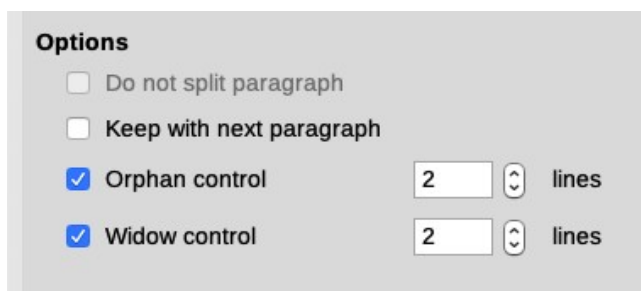 Options
Do not split paragraph
Keep with next paragraph
Orphan control 2 lines
Widow control 2 lines